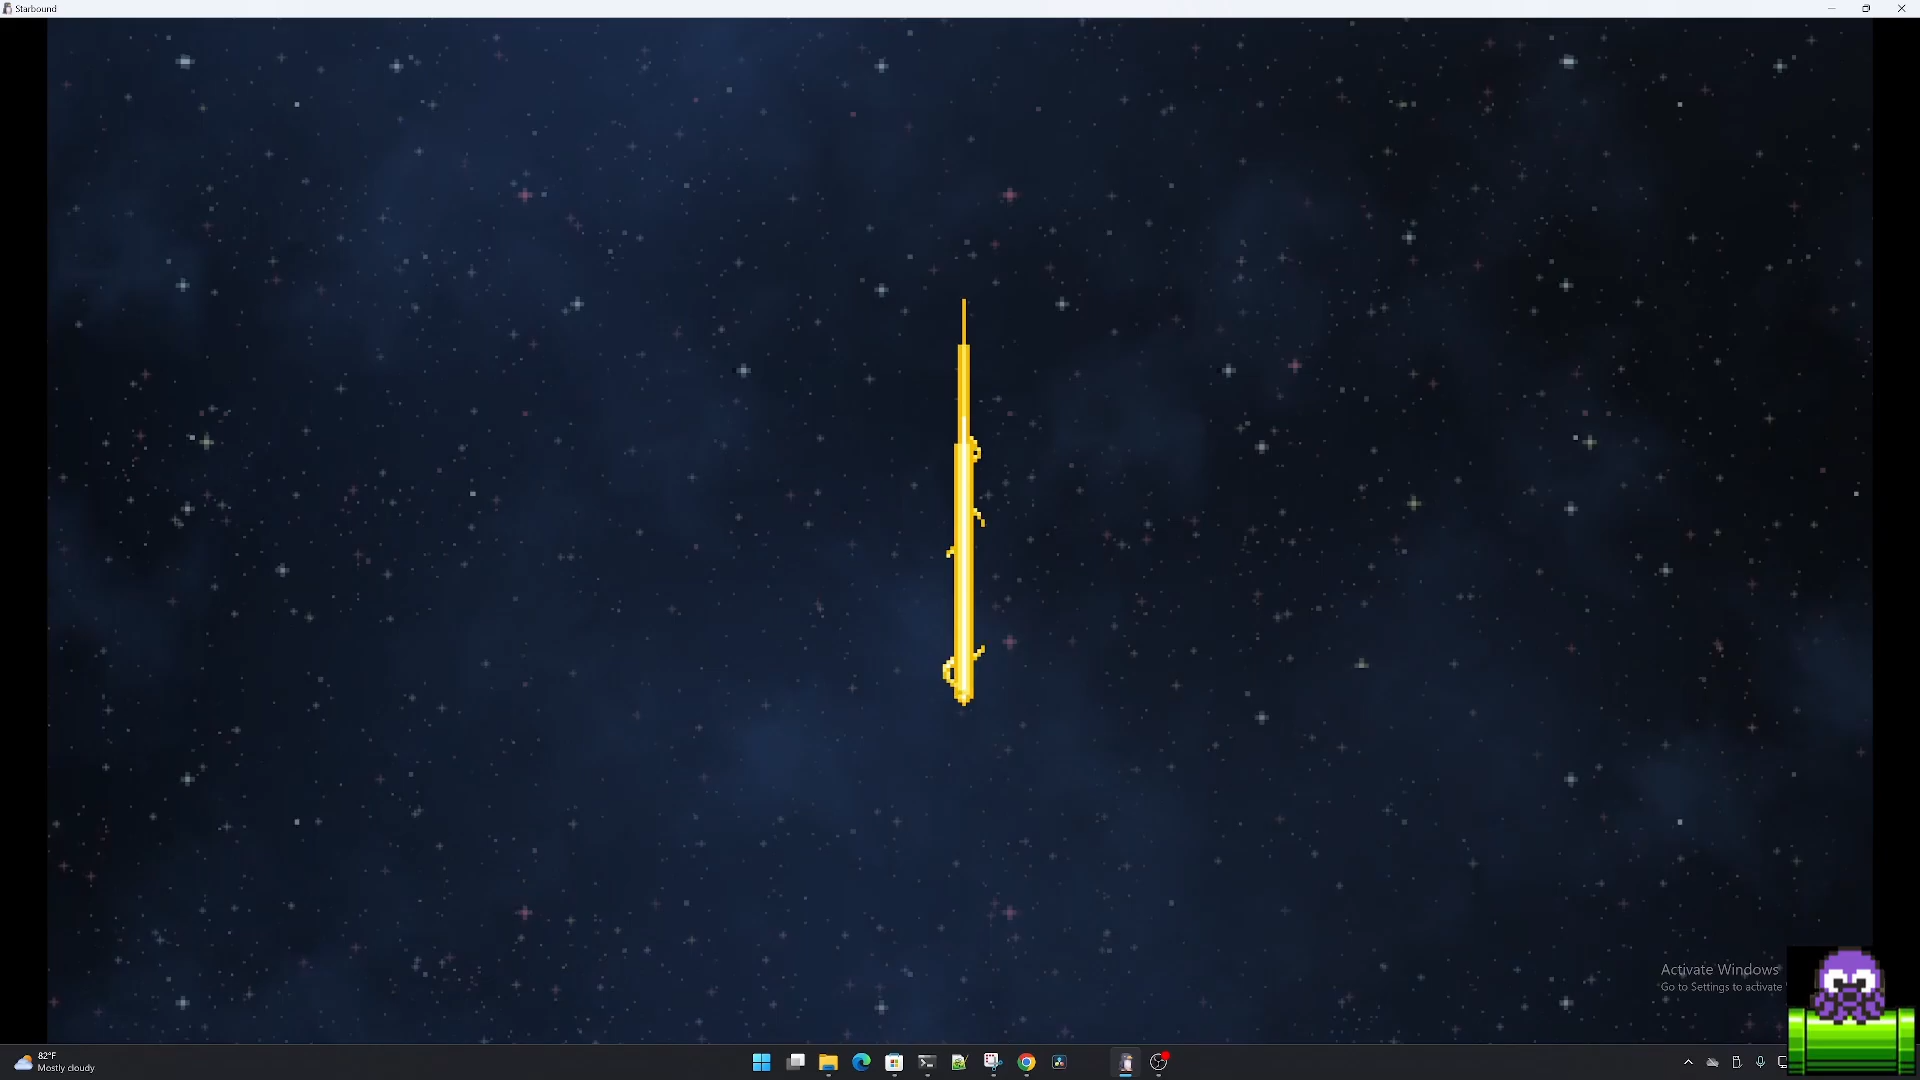 Starbound
Activate Windows
Go to Settings to activate
82°F
Mostly cloudy